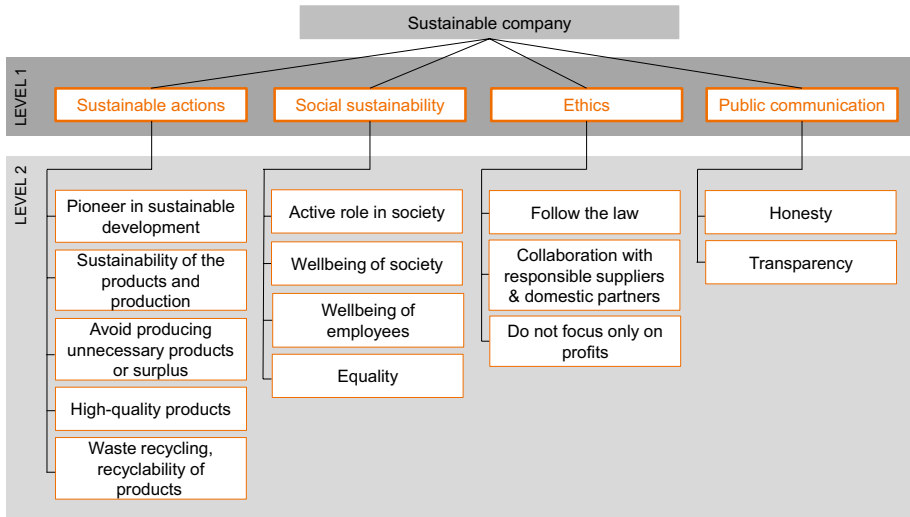 Sustainable company
LEVEL 1
Sustainable actions
Social sustainability
Ethics
Public communication
LEVEL 2
Pioneer in sustainable
development
Sustainability of the
products and
production
Avoid producing
unnecessary products
or surplus
High-quality products
Waste recycling,
recyclability of
products
Active role in society
Wellbeing of society
Wellbeing of
employees
Equality
Follow the law
Collaboration with
responsible suppliers
& domestic partners
Do not focus only on
profits
Honesty
Transparency